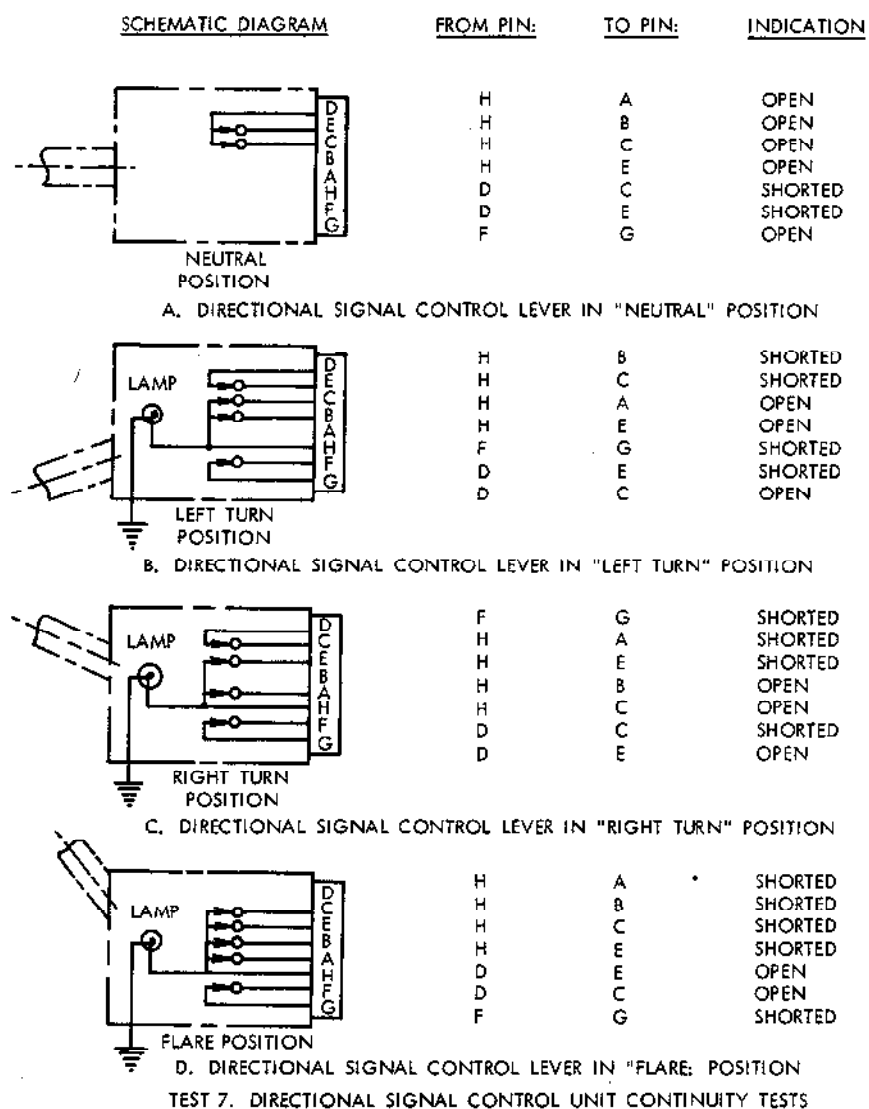 SCHEMATIC DIAGRAM FROM PIN: TO PIN: INDICATION
H A OPEN
H B OPEN
H C OPEN
H E OPEN
D C SHORTED
D E SHORTED
F G OPEN
D
E
C
B
A
H
F
G
NEUTRAL
POSITION
A. DIRECTIONAL SIGNAL CONTROL LEVER IN "NEUTRAL" POSITION
H B SHORTED
H C SHORTED
H A OPEN
H E OPEN
F G SHORTED
D E SHORTED
D C OPEN
LAMP
D
E
C
B
A
H
F
G
LEFT TURN
POSITION
B. DIRECTIONAL SIGNAL CONTROL LEVER IN "LEFT TURN" POSITION
F G SHORTED
H A SHORTED
H E SHORTED
H B OPEN
H C OPEN
D C SHORTED
D E OPEN
LAMP
D
C
E
B
A
H
F
G
RIGHT TURN
POSITION
C. DIRECTIONAL SIGNAL CONTROL LEVER IN "RIGHT TURN" POSITION
H A SHORTED
H B SHORTED
H C SHORTED
H E SHORTED
D E OPEN
D C OPEN
F G SHORTED
LAMP
D
C
E
B
A
H
F
G
FLARE POSITION
D. DIRECTIONAL SIGNAL CONTROL LEVER IN "FLARE: POSITION
TEST 7. DIRECTIONAL SIGNAL CONTROL UNIT CONTINUITY TESTS